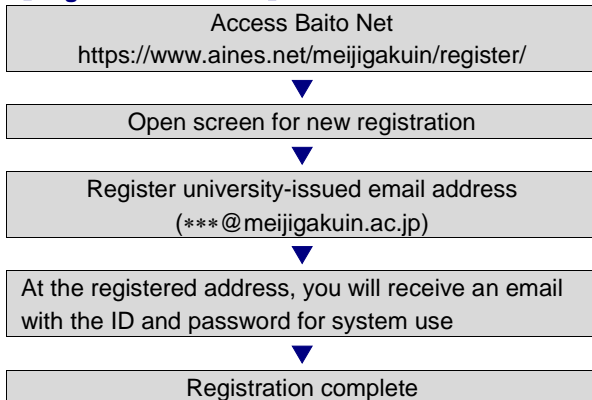 Access Baito Net
https://www.aines.net/meijigakuin/register/
Open screen for new registration
Register university-issued email address
(***@meijigakuin.ac.jp)
At the registered address, you will receive an email
with the ID and password for system use
Registration complete